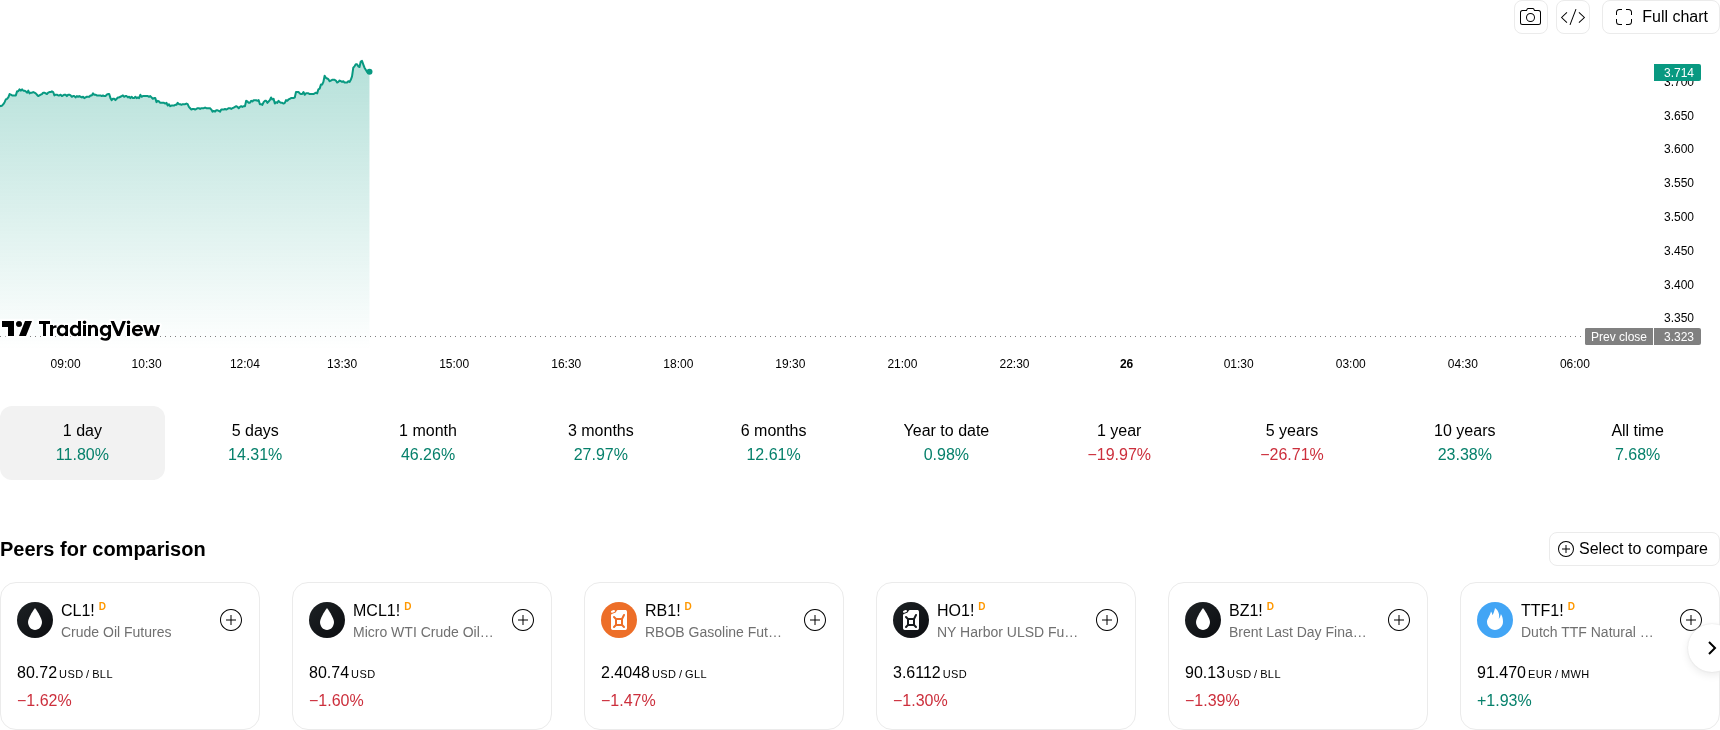 Full chart
3.714
3.700
3.650
3.600
3.550
3.500
3.450
3.400
3.350
TradingView
Prev close 3.323
09:00 10:30 12:04 13:30 15:00 16:30 18:00 19:30 21:00 22:30 26 01:30 03:00 04:30 06:00
1 day 5 days 1 month 3 months 6 months Year to date 1 year 5 years 10 years All time
11.80% 14.31% 46.26% 27.97% 12.61% 0.98% −19.97% −26.71% 23.38% 7.68%
Peers for comparison
Select to compare
CL1! D
Crude Oil Futures
80.72 USD / BLL
−1.62%
MCL1! D
Micro WTI Crude Oil…
80.74 USD
−1.60%
RB1! D
RBOB Gasoline Fut…
2.4048 USD / GLL
−1.47%
HO1! D
NY Harbor ULSD Fu…
3.6112 USD
−1.30%
BZ1! D
Brent Last Day Fina…
90.13 USD / BLL
−1.39%
TTF1! D
Dutch TTF Natural …
91.470 EUR / MWH
+1.93%